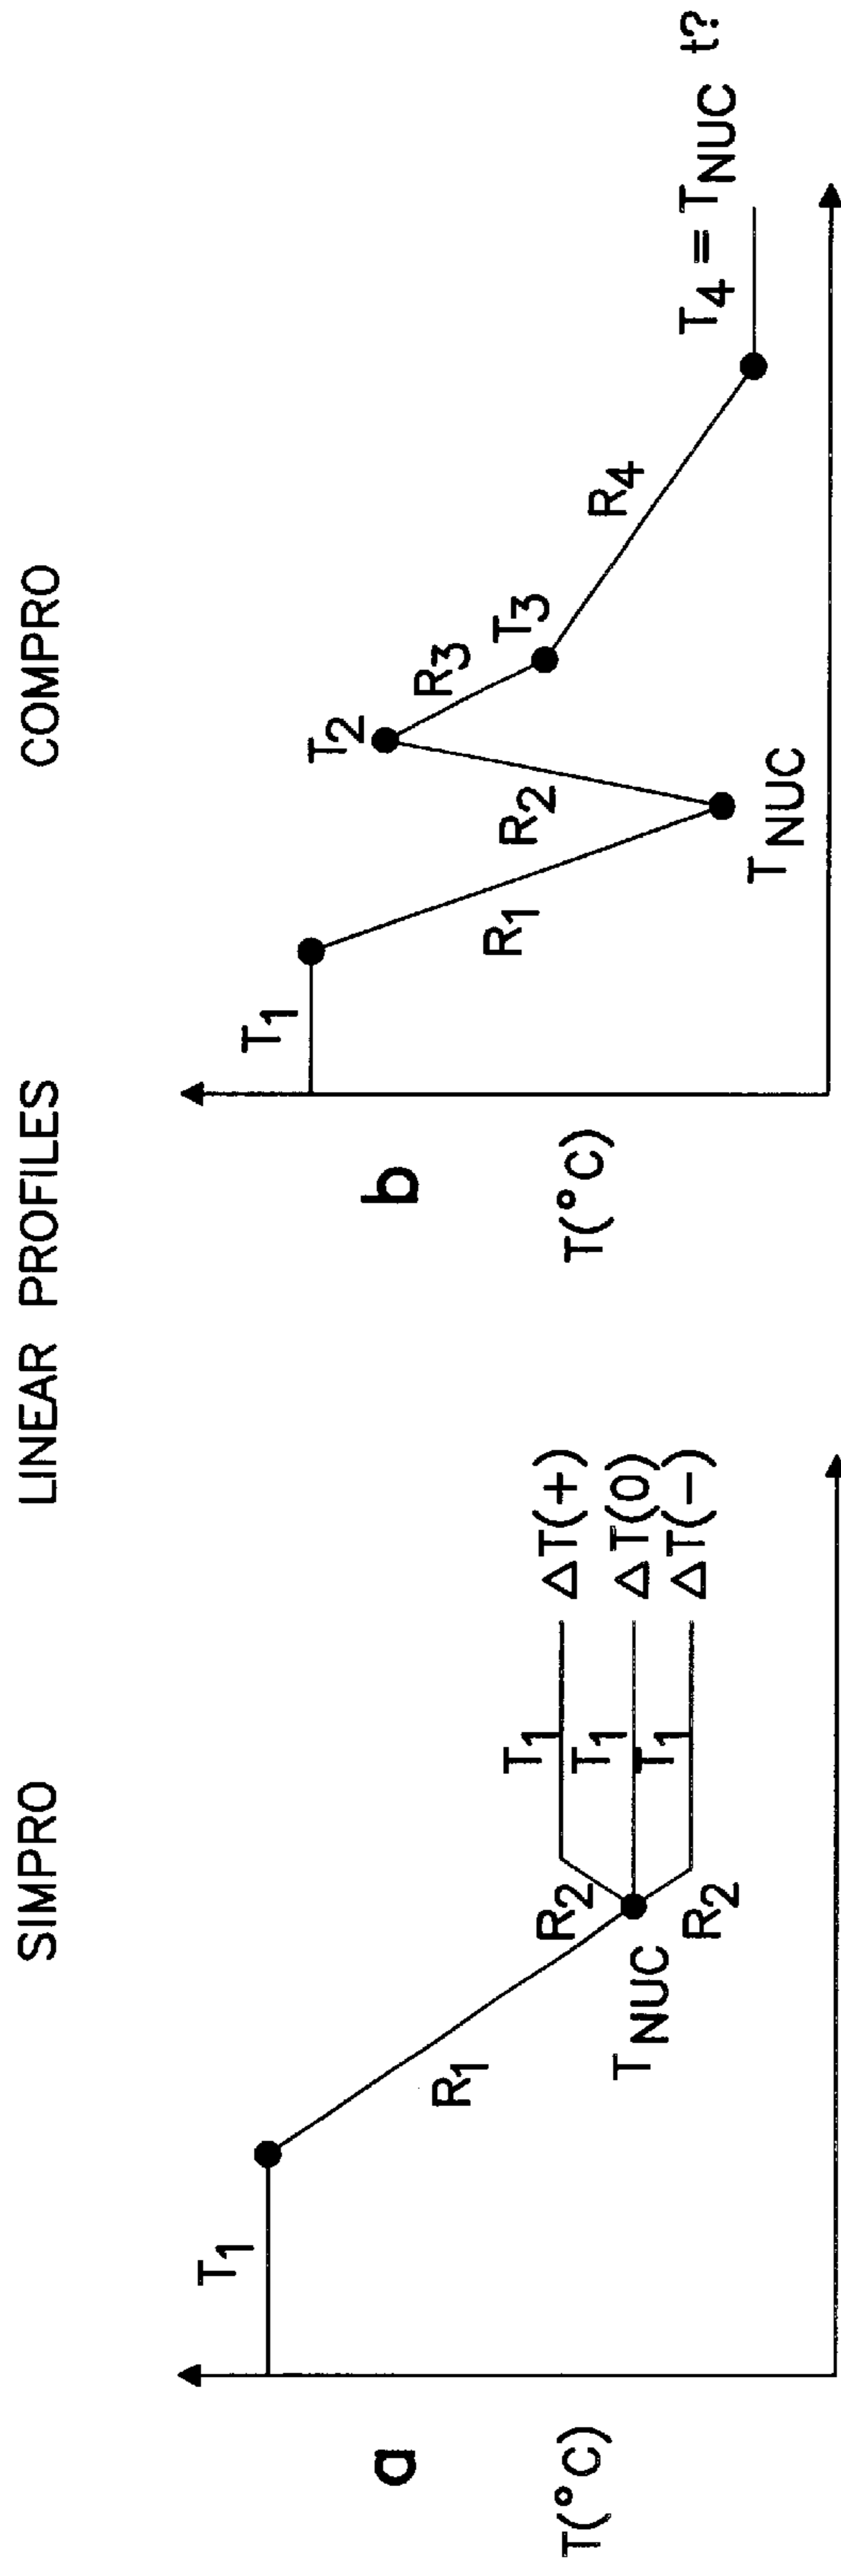 LINEAR PROFILES
SIMPRO
COMPRO
a
T(°C)
T1
R1
TNUC
R2
R2
T1
T1
T1
ΔT(+)
ΔT(0)
ΔT(-)
b
T(°C)
T1
R1
TNUC
R2
T2
R3
T3
R4
T4 = TNUC t?